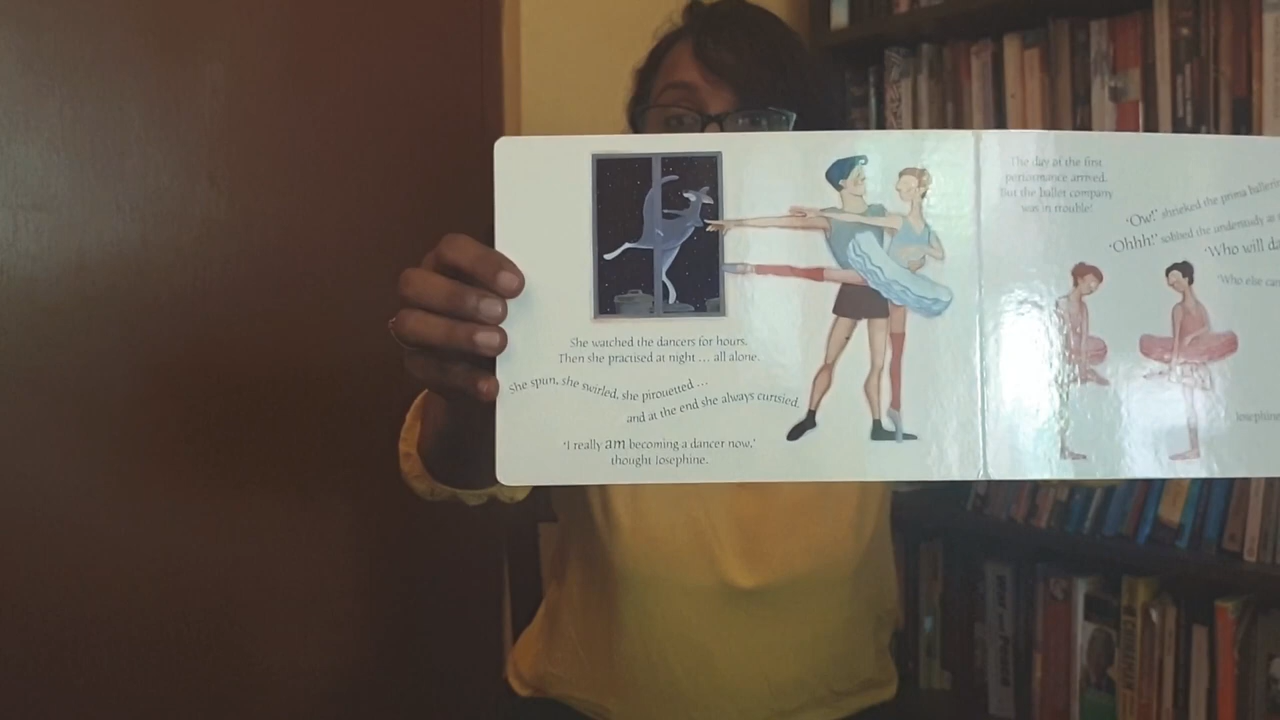 She watched the dancers for hours.
Then she practised at night ... all alone.
She spun, she swirled, she pirouetted ...
and at the end she always curtsied.
'I really am becoming a dancer now,'
thought Josephine.
The day of the first
performance arrived.
But the ballet company
was in trouble!
'Ow!' shrieked the prima
'Ohhh!' sobbed the understudy
'Who will
'Who else
Josephine